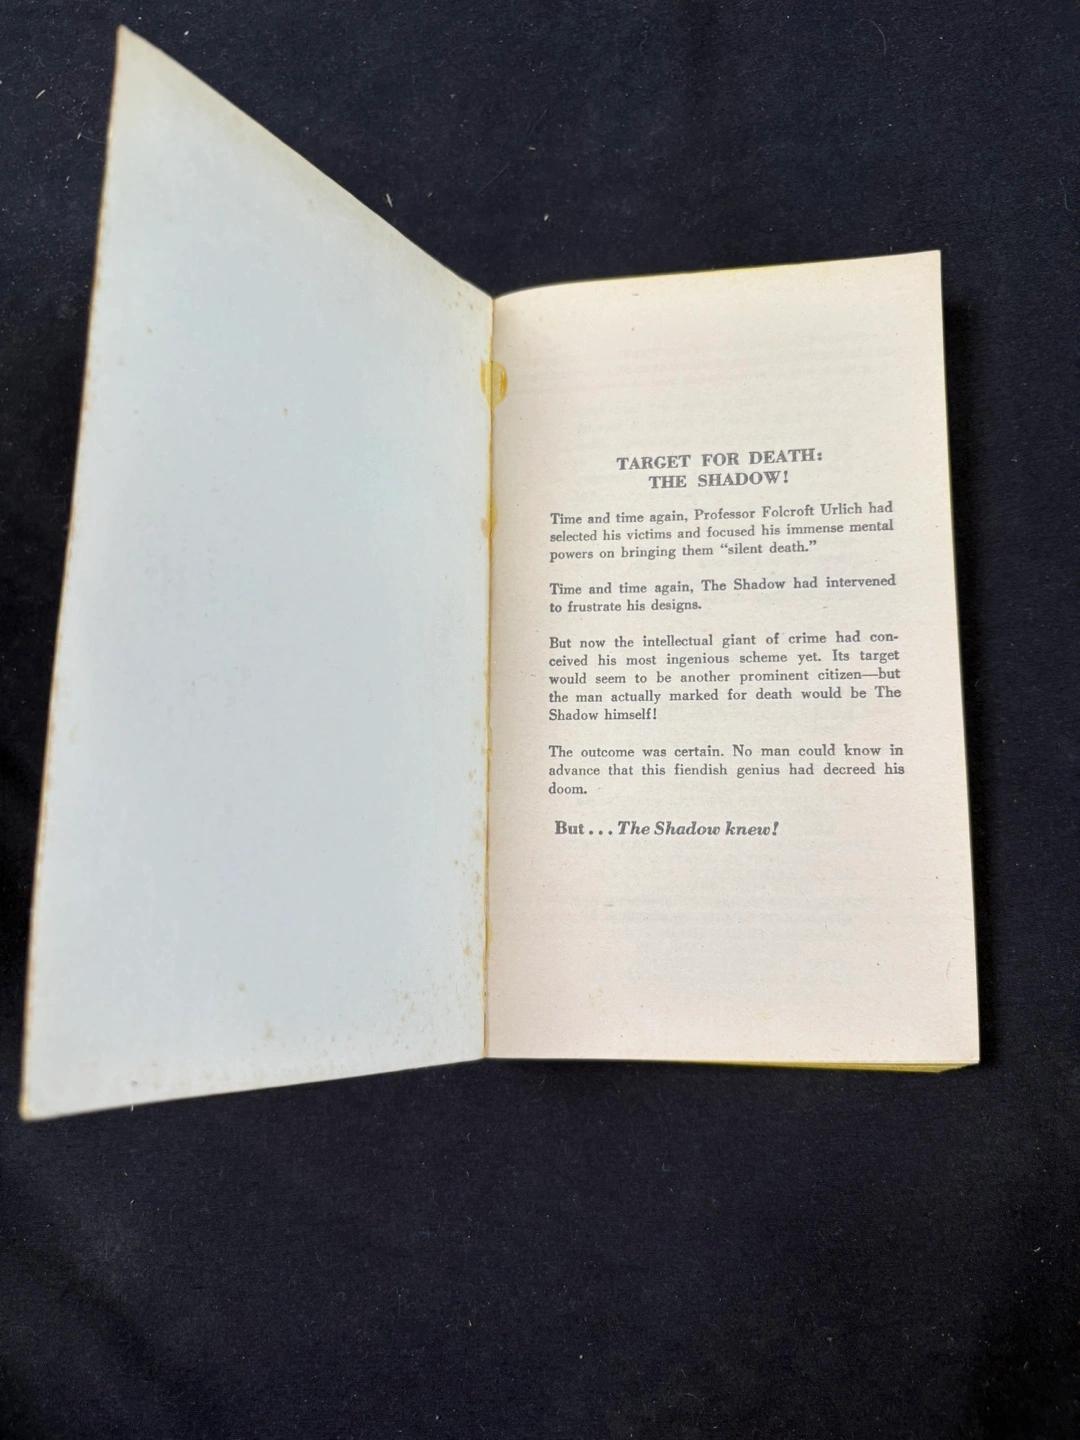 TARGET FOR DEATH:
THE SHADOW!
Time and time again, Professor Folcroft Urlich had
selected his victims and focused his immense mental
powers on bringing them “silent death.”
Time and time again, The Shadow had intervened
to frustrate his designs.
But now the intellectual giant of crime had con-
ceived his most ingenious scheme yet. Its target
would seem to be another prominent citizen—but
the man actually marked for death would be The
Shadow himself!
The outcome was certain. No man could know in
advance that this fiendish genius had decreed his
doom.
But . . . The Shadow knew!